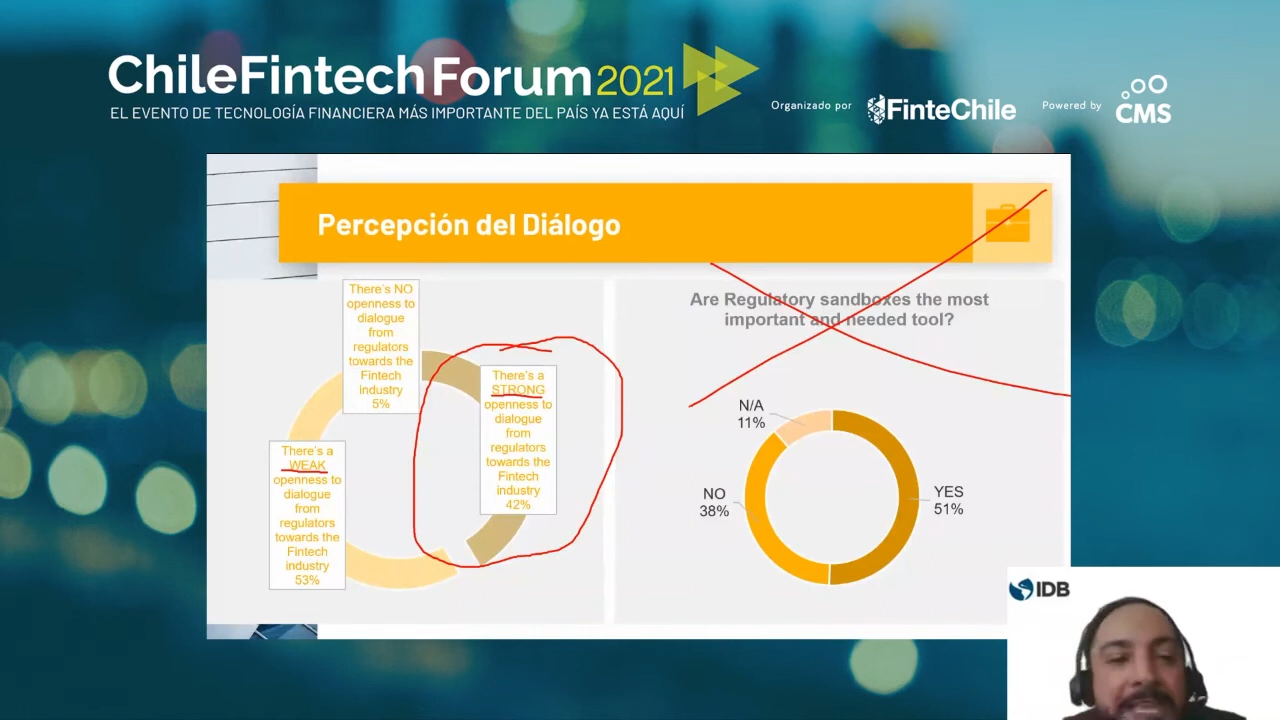 ChileFintechForum2021
EL EVENTO DE TECNOLOGÍA FINANCIERA MÁS IMPORTANTE DEL PAÍS YA ESTÁ AQUÍ
Organizado por
FinteChile
Powered by
CMS
Percepción del Diálogo
There's NO
openness to
dialogue
from
regulators
towards the
Fintech
industry
5%
There's a
STRONG
openness to
dialogue
from
regulators
towards the
Fintech
industry
42%
There's a
WEAK
openness to
dialogue
from
regulators
towards the
Fintech
industry
53%
Are Regulatory sandboxes the most
important and needed tool?
N/A
11%
NO
38%
YES
51%
IDB